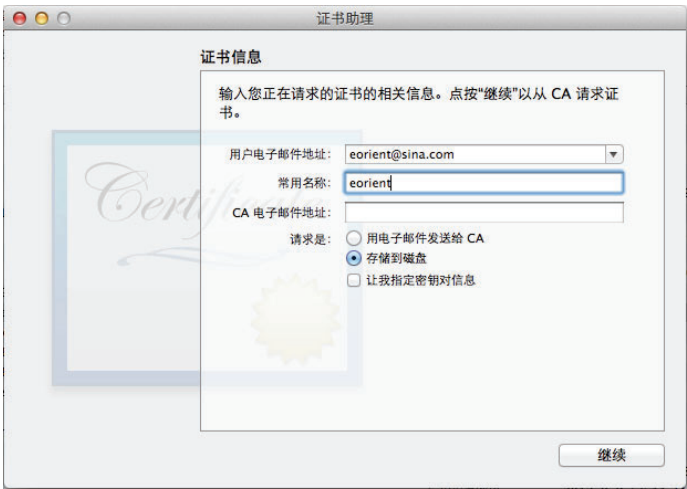 证书助理
证书信息
输入您正在请求的证书的相关信息。点按“继续”以从 CA 请求证
书。
用户电子邮件地址: eorient@sina.com
常用名称: eorient
CA 电子邮件地址:
请求是: 用电子邮件发送给 CA
存储到磁盘
让我指定密钥对信息
Certificate
继续